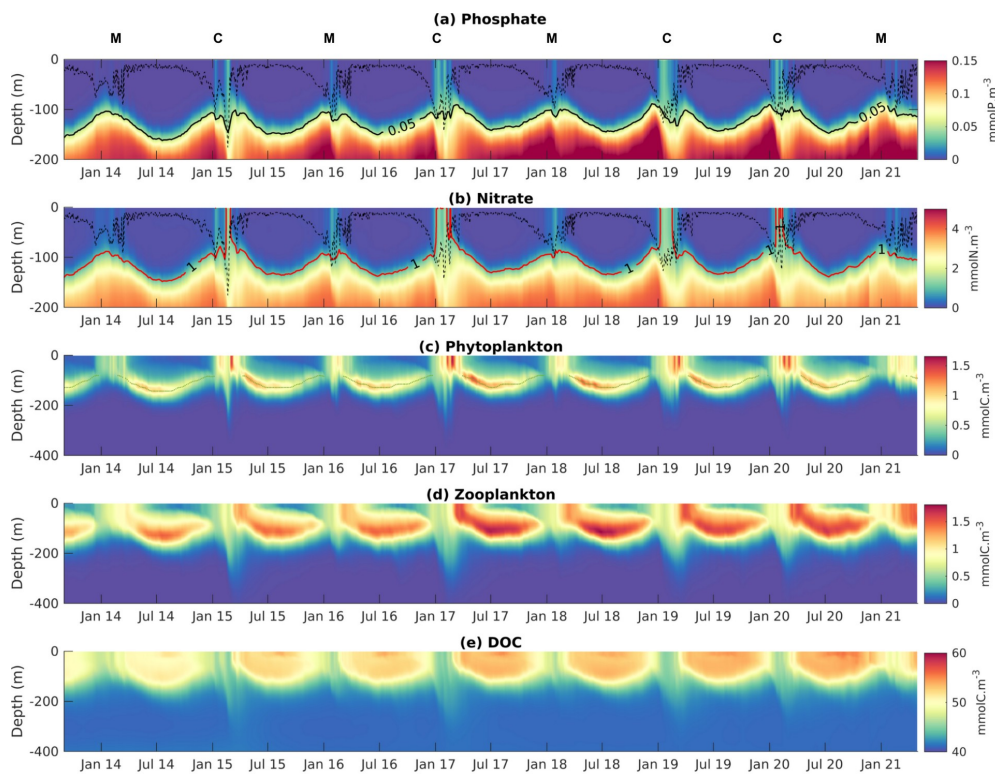 (a) Phosphate
M C M C M C C M
0
-100
-200
Depth (m)
0.05
0.05
0.15
0.1
0.05
0
mmolP.m-3
Jan 14 Jul 14 Jan 15 Jul 15 Jan 16 Jul 16 Jan 17 Jul 17 Jan 18 Jul 18 Jan 19 Jul 19 Jan 20 Jul 20 Jan 21
(b) Nitrate
0
-100
-200
Depth (m)
1 1 1 1 1 1
4
2
0
mmolN.m-3
Jan 14 Jul 14 Jan 15 Jul 15 Jan 16 Jul 16 Jan 17 Jul 17 Jan 18 Jul 18 Jan 19 Jul 19 Jan 20 Jul 20 Jan 21
(c) Phytoplankton
0
-200
-400
Depth (m)
1.5
1
0.5
0
mmolC.m-3
Jan 14 Jul 14 Jan 15 Jul 15 Jan 16 Jul 16 Jan 17 Jul 17 Jan 18 Jul 18 Jan 19 Jul 19 Jan 20 Jul 20 Jan 21
(d) Zooplankton
0
-200
-400
Depth (m)
1.5
1
0.5
0
mmolC.m-3
Jan 14 Jul 14 Jan 15 Jul 15 Jan 16 Jul 16 Jan 17 Jul 17 Jan 18 Jul 18 Jan 19 Jul 19 Jan 20 Jul 20 Jan 21
(e) DOC
0
-200
-400
Depth (m)
60
50
40
mmolC.m-3
Jan 14 Jul 14 Jan 15 Jul 15 Jan 16 Jul 16 Jan 17 Jul 17 Jan 18 Jul 18 Jan 19 Jul 19 Jan 20 Jul 20 Jan 21